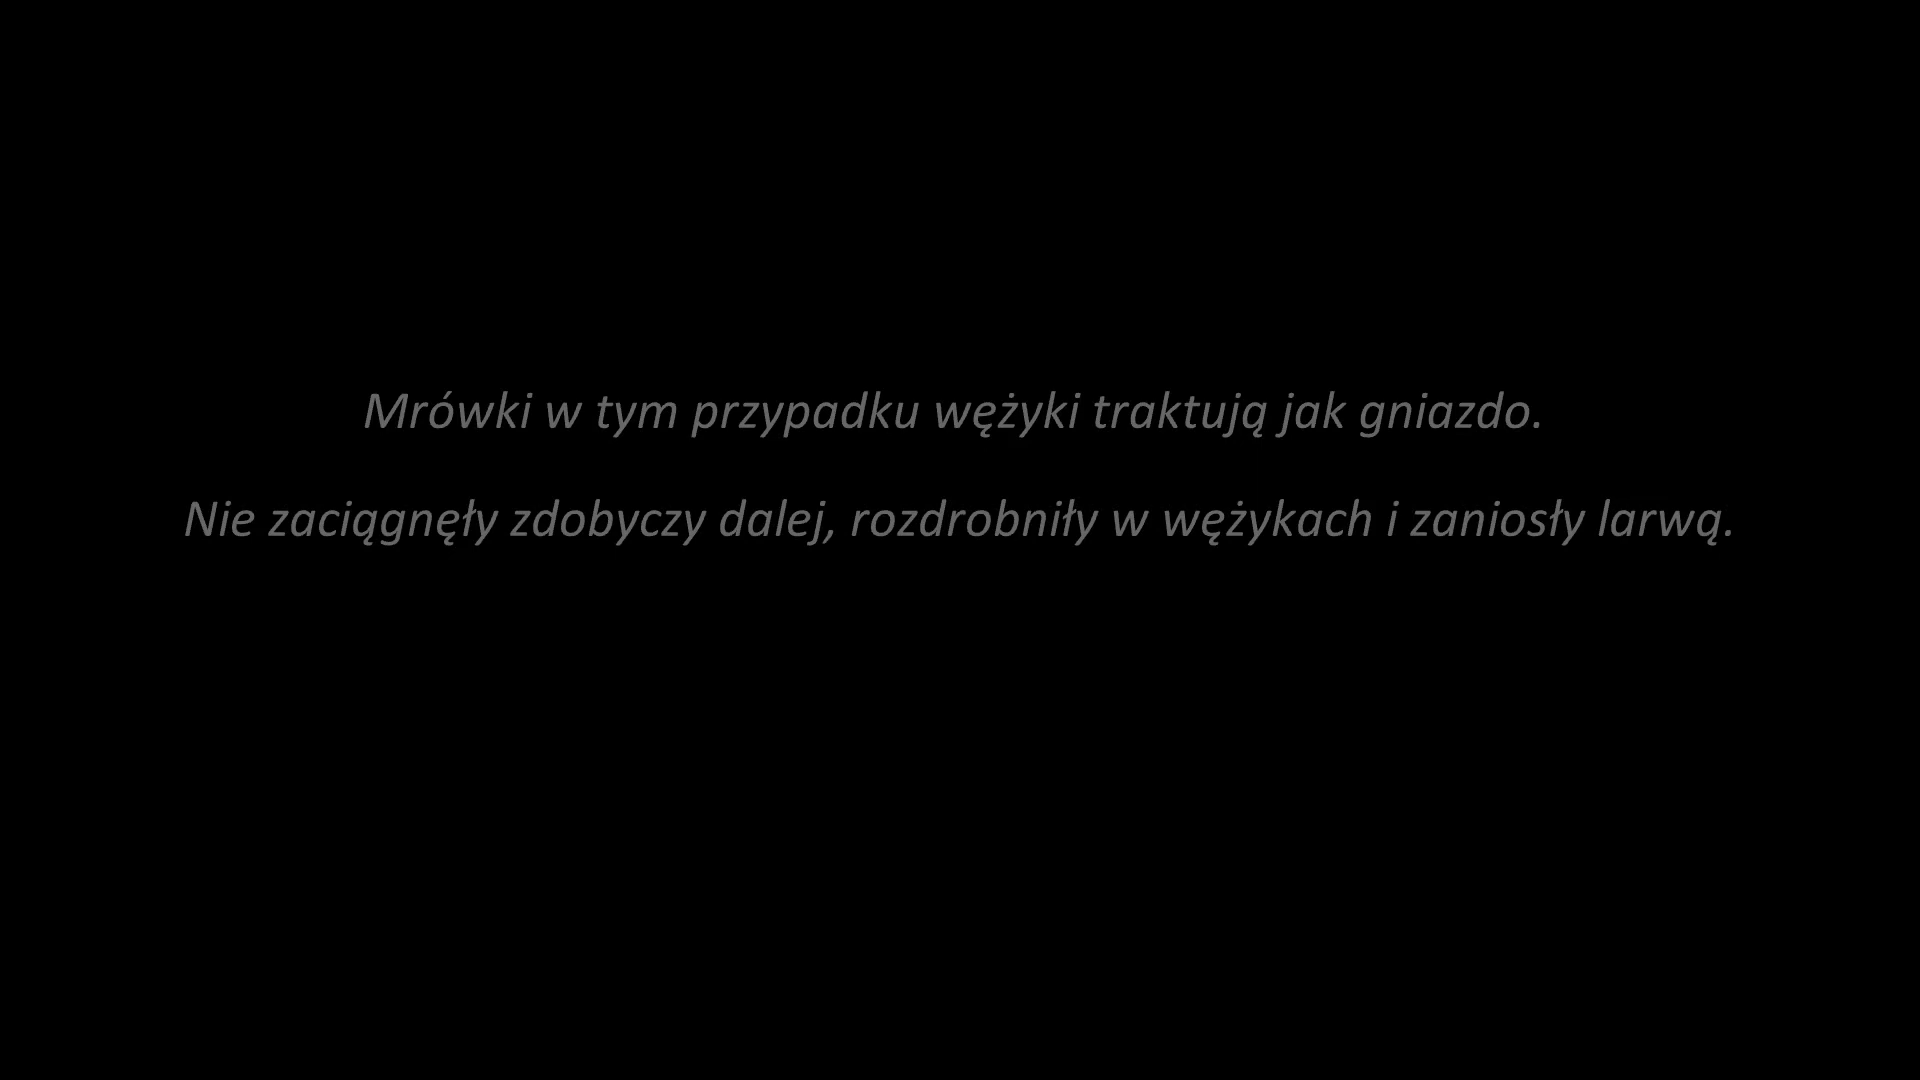 Mrówki w tym przypadku wężyki traktują jak gniazdo.
Nie zaciągnęły zdobyczy dalej, rozdrobniły w wężykach i zaniosły larwą.